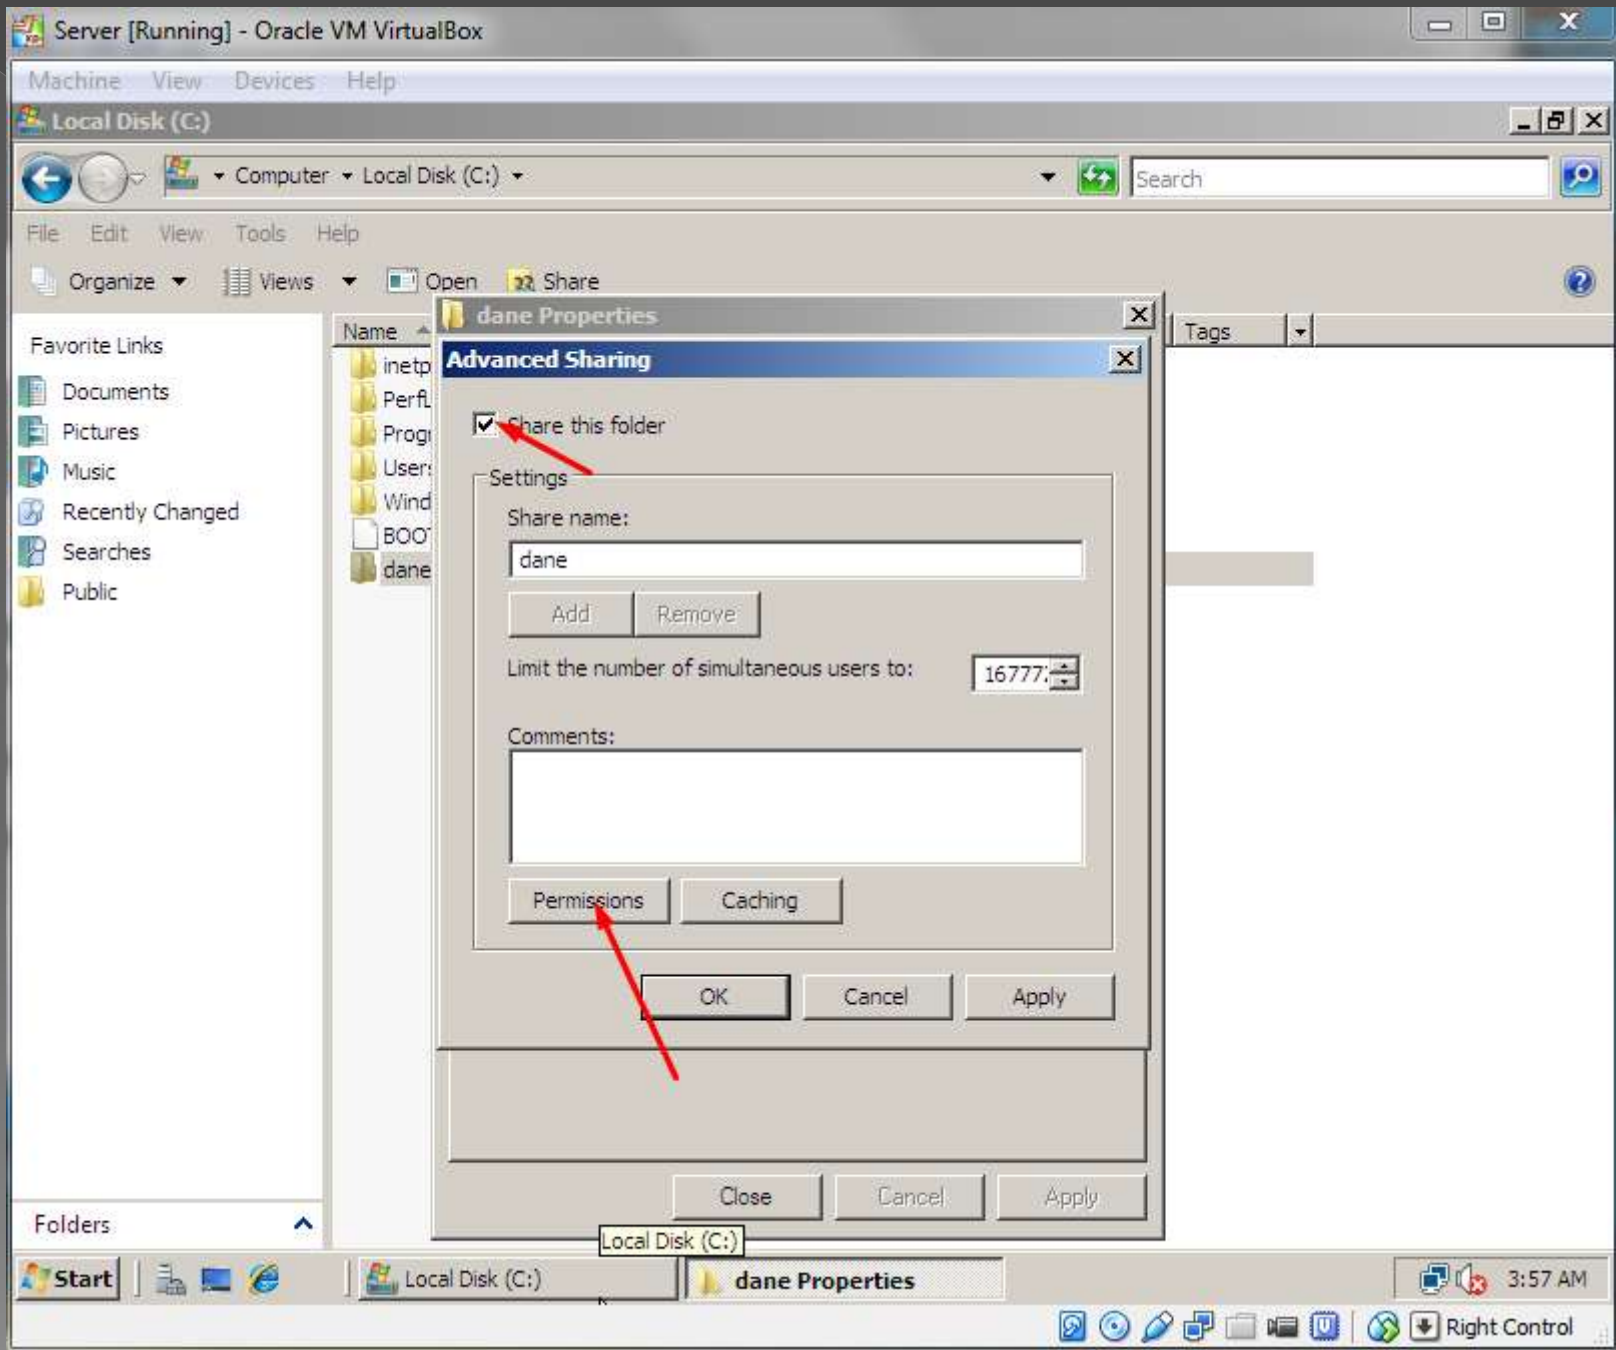 Server [Running] - Oracle VM VirtualBox
Machine View Devices Help
Local Disk (C:)
Computer Local Disk (C:)
Search
File Edit View Tools Help
Organize Views Open Share
dane Properties
Name Tags
Favorite Links
Documents
Pictures
Music
Recently Changed
Searches
Public
Folders
inetp
PerfL
Progr
Users
Wind
BOOT
dane
Advanced Sharing
Share this folder
Settings
Share name:
dane
Add Remove
Limit the number of simultaneous users to: 16777
Comments:
Permissions Caching
OK Cancel Apply
Close Cancel Apply
Local Disk (C:)
Start Local Disk (C:) dane Properties 3:57 AM
Right Control